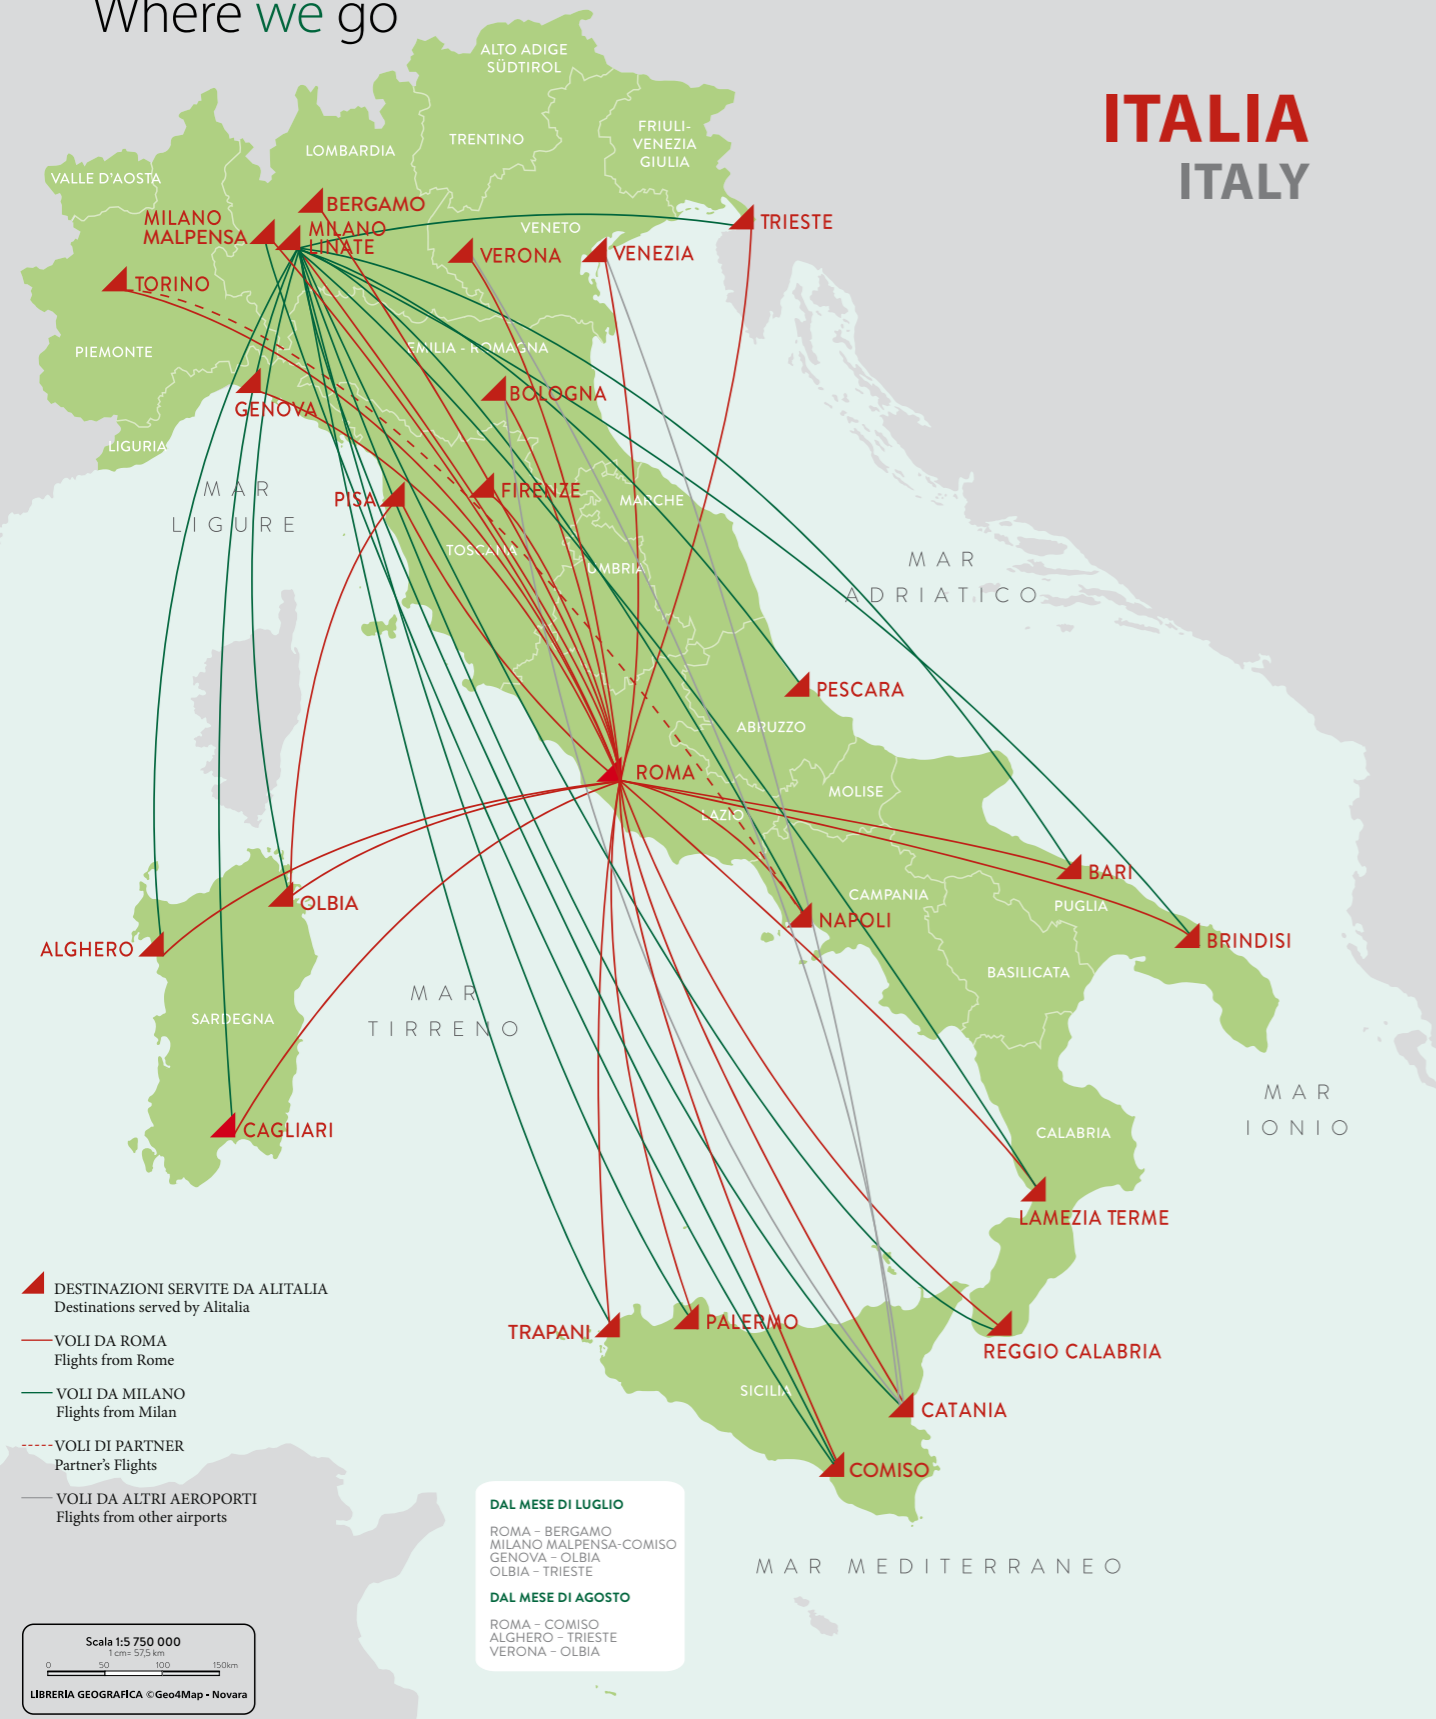 Where we go
ITALIA
ITALY
ALTO ADIGE
SÜDTIROL
TRENTINO
FRIULI-
VENEZIA
GIULIA
LOMBARDIA
VALLE D'AOSTA
BERGAMO
MILANO
MALPENSA
MILANO
LINATE
VENETO
TRIESTE
VERONA
VENEZIA
TORINO
PIEMONTE
EMILIA - ROMAGNA
BOLOGNA
GENOVA
LIGURIA
MAR
LIGURE
PISA
FIRENZE
MARCHE
TOSCANA
UMBRIA
MAR
ADRIATICO
PESCARA
ABRUZZO
ROMA
MOLISE
LAZIO
BARI
CAMPANIA
PUGLIA
NAPOLI
BRINDISI
OLBIA
ALGHERO
BASILICATA
MAR
TIRRENO
SARDEGNA
CAGLIARI
MAR
IONIO
CALABRIA
LAMEZIA TERME
TRAPANI
PALERMO
REGGIO CALABRIA
SICILIA
CATANIA
COMISO
MAR MEDITERRANEO
DESTINAZIONI SERVITE DA ALITALIA
Destinations served by Alitalia
VOLI DA ROMA
Flights from Rome
VOLI DA MILANO
Flights from Milan
VOLI DI PARTNER
Partner's Flights
VOLI DA ALTRI AEROPORTI
Flights from other airports
DAL MESE DI LUGLIO
ROMA – BERGAMO
MILANO MALPENSA-COMISO
GENOVA – OLBIA
OLBIA – TRIESTE
DAL MESE DI AGOSTO
ROMA – COMISO
ALGHERO – TRIESTE
VERONA – OLBIA
Scala 1:5 750 000
1 cm= 57,5 km
0 50 100 150km
LIBRERIA GEOGRAFICA ©Geo4Map - Novara